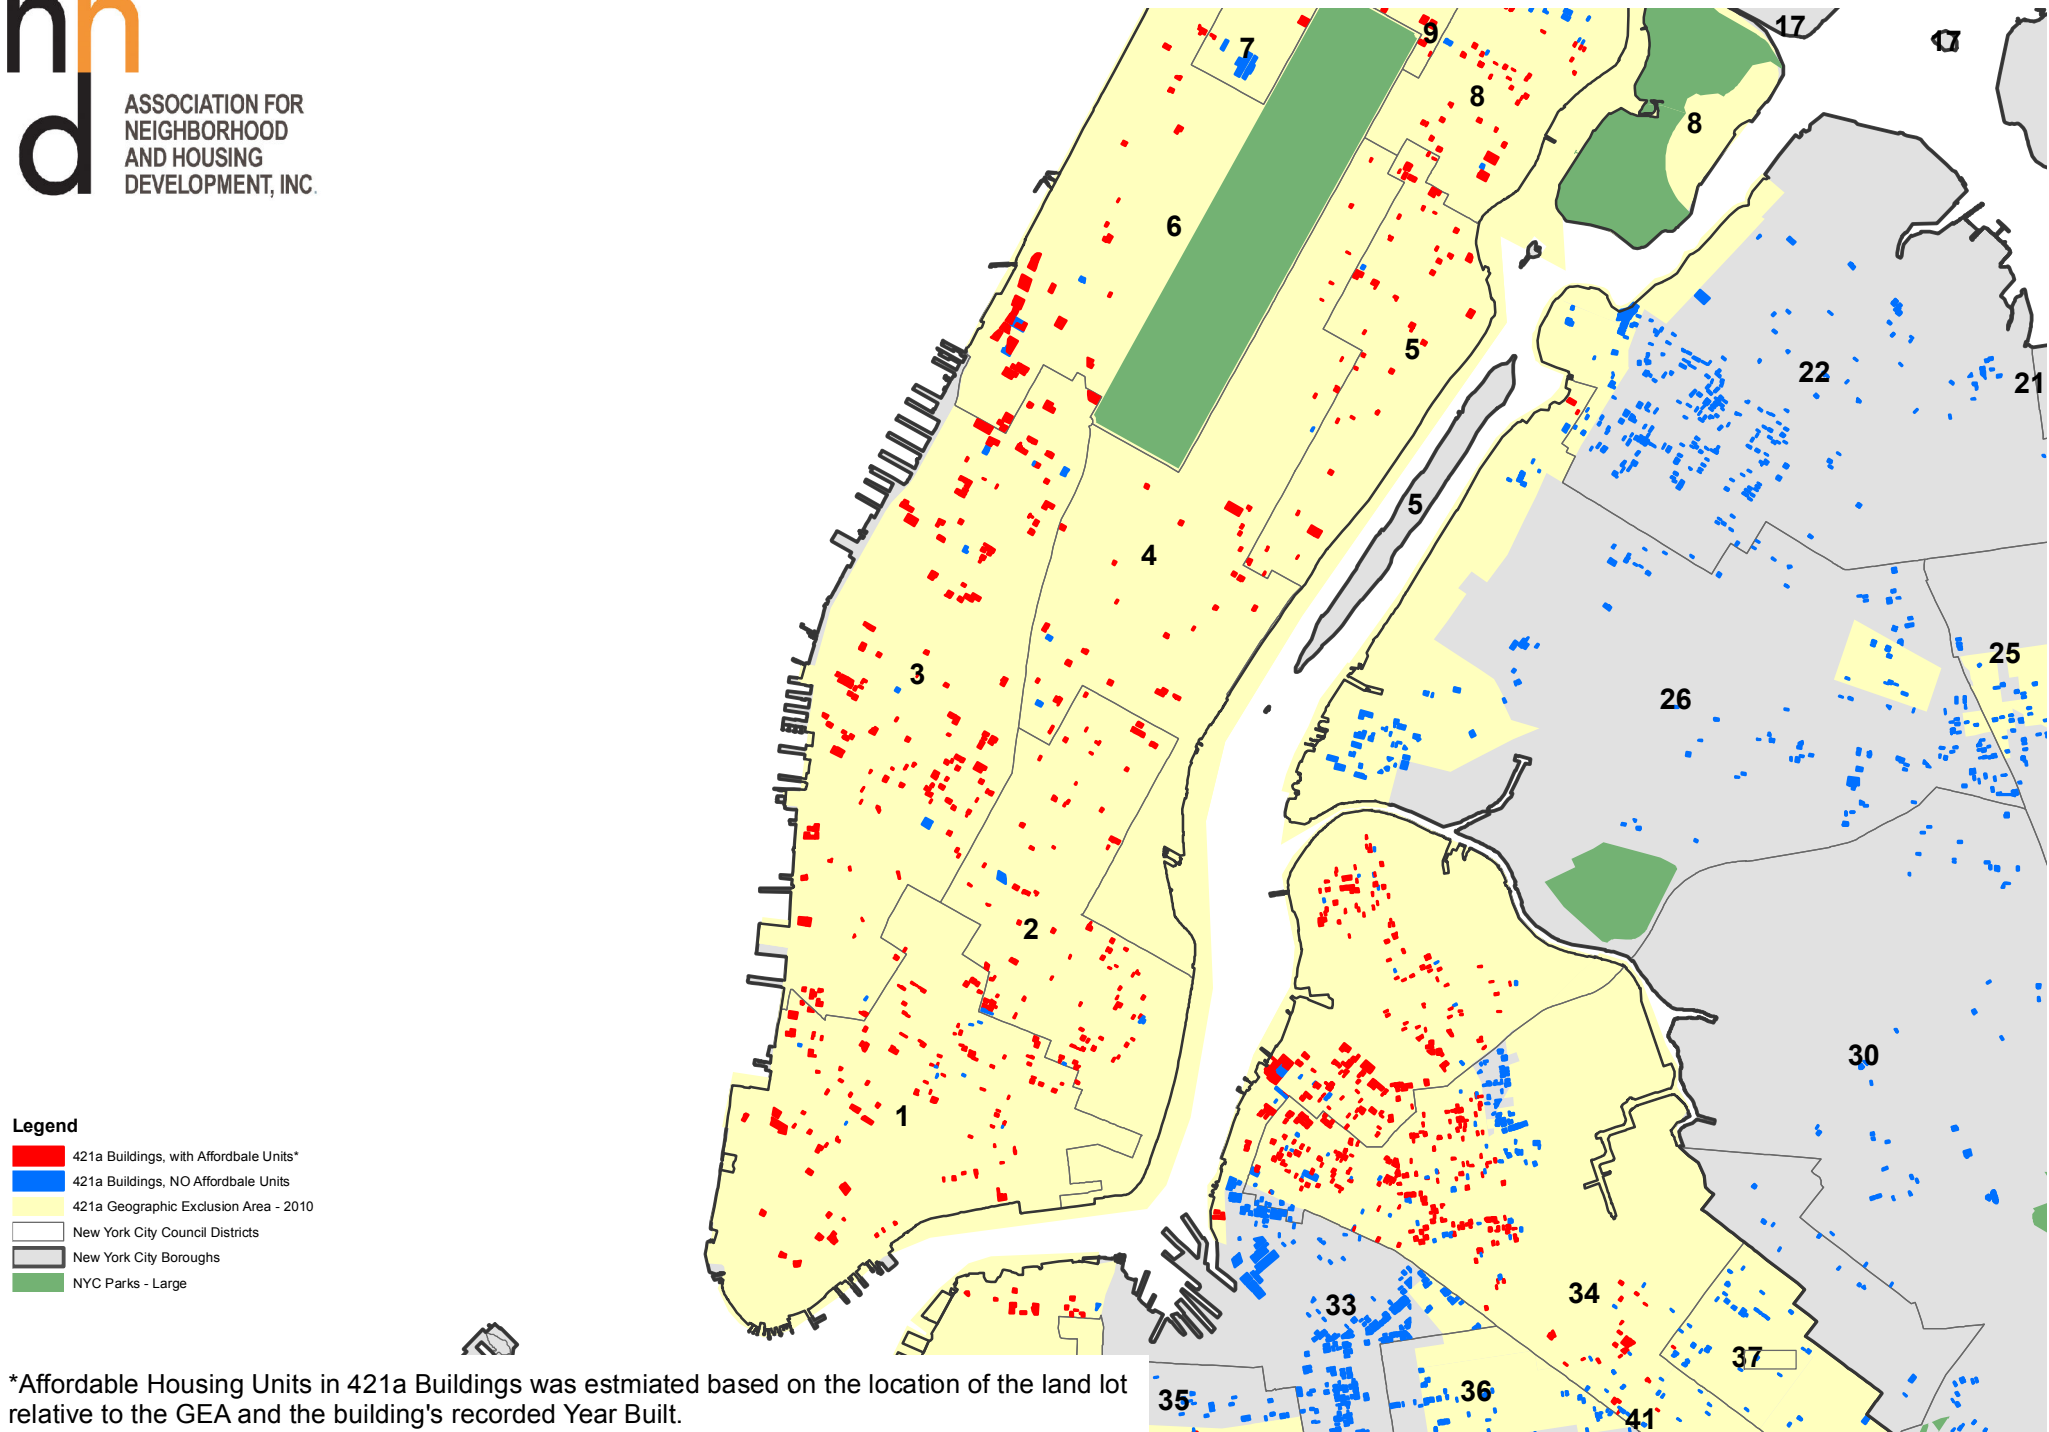 nn
d
ASSOCIATION FOR
NEIGHBORHOOD
AND HOUSING
DEVELOPMENT, INC.
7
9
17
17
8
8
6
5
22
21
5
4
3
25
26
2
30
1
34
33
37
35
36
41
Legend
421a Buildings, with Affordbale Units*
421a Buildings, NO Affordbale Units
421a Geographic Exclusion Area - 2010
New York City Council Districts
New York City Boroughs
NYC Parks - Large
*Affordable Housing Units in 421a Buildings was estmiated based on the location of the land lot
relative to the GEA and the building's recorded Year Built.